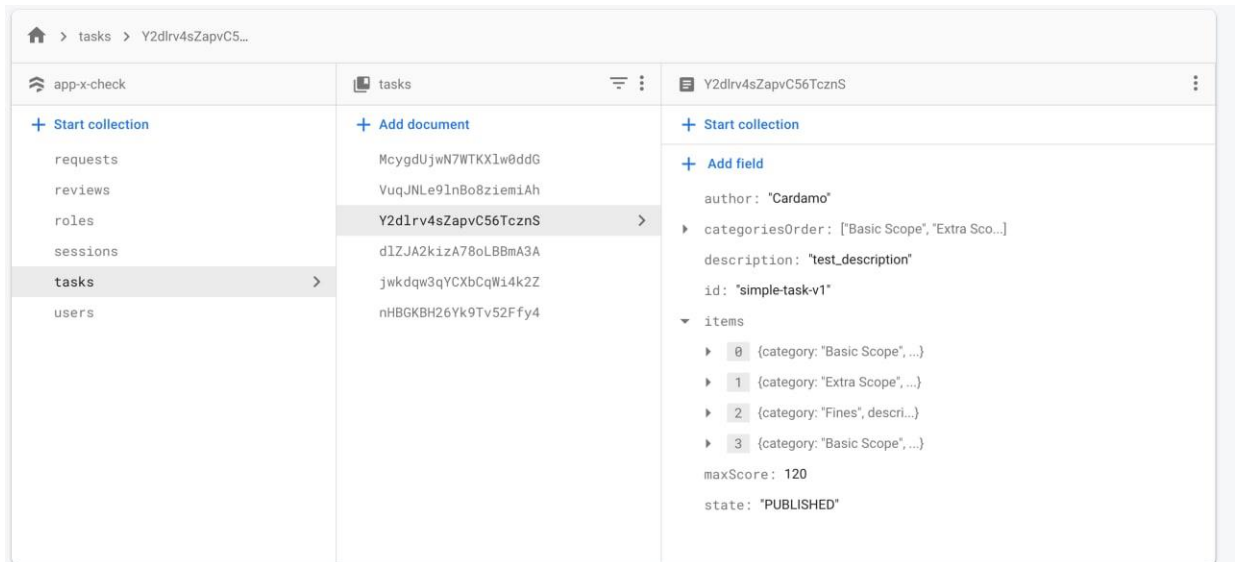 tasks > Y2dlrv4sZapvC5...
app-x-check
+ Start collection
requests
reviews
roles
sessions
tasks
users
tasks
+ Add document
McygdUjwN7WTKXlw0ddG
VuqJNLe9lnBo8ziemiAh
Y2dlrv4sZapvC56TcznS
dlZJA2kizA78oLBBmA3A
jwkdqw3qYCXbCqWi4k2Z
nHBGKBH26Yk9Tv52Ffy4
Y2dlrv4sZapvC56TcznS
+ Start collection
+ Add field
author: "Cardamo"
categoriesOrder: ["Basic Scope", "Extra Sco...]
description: "test_description"
id: "simple-task-v1"
items
0 {category: "Basic Scope", ...}
1 {category: "Extra Scope", ...}
2 {category: "Fines", descri...}
3 {category: "Basic Scope", ...}
maxScore: 120
state: "PUBLISHED"